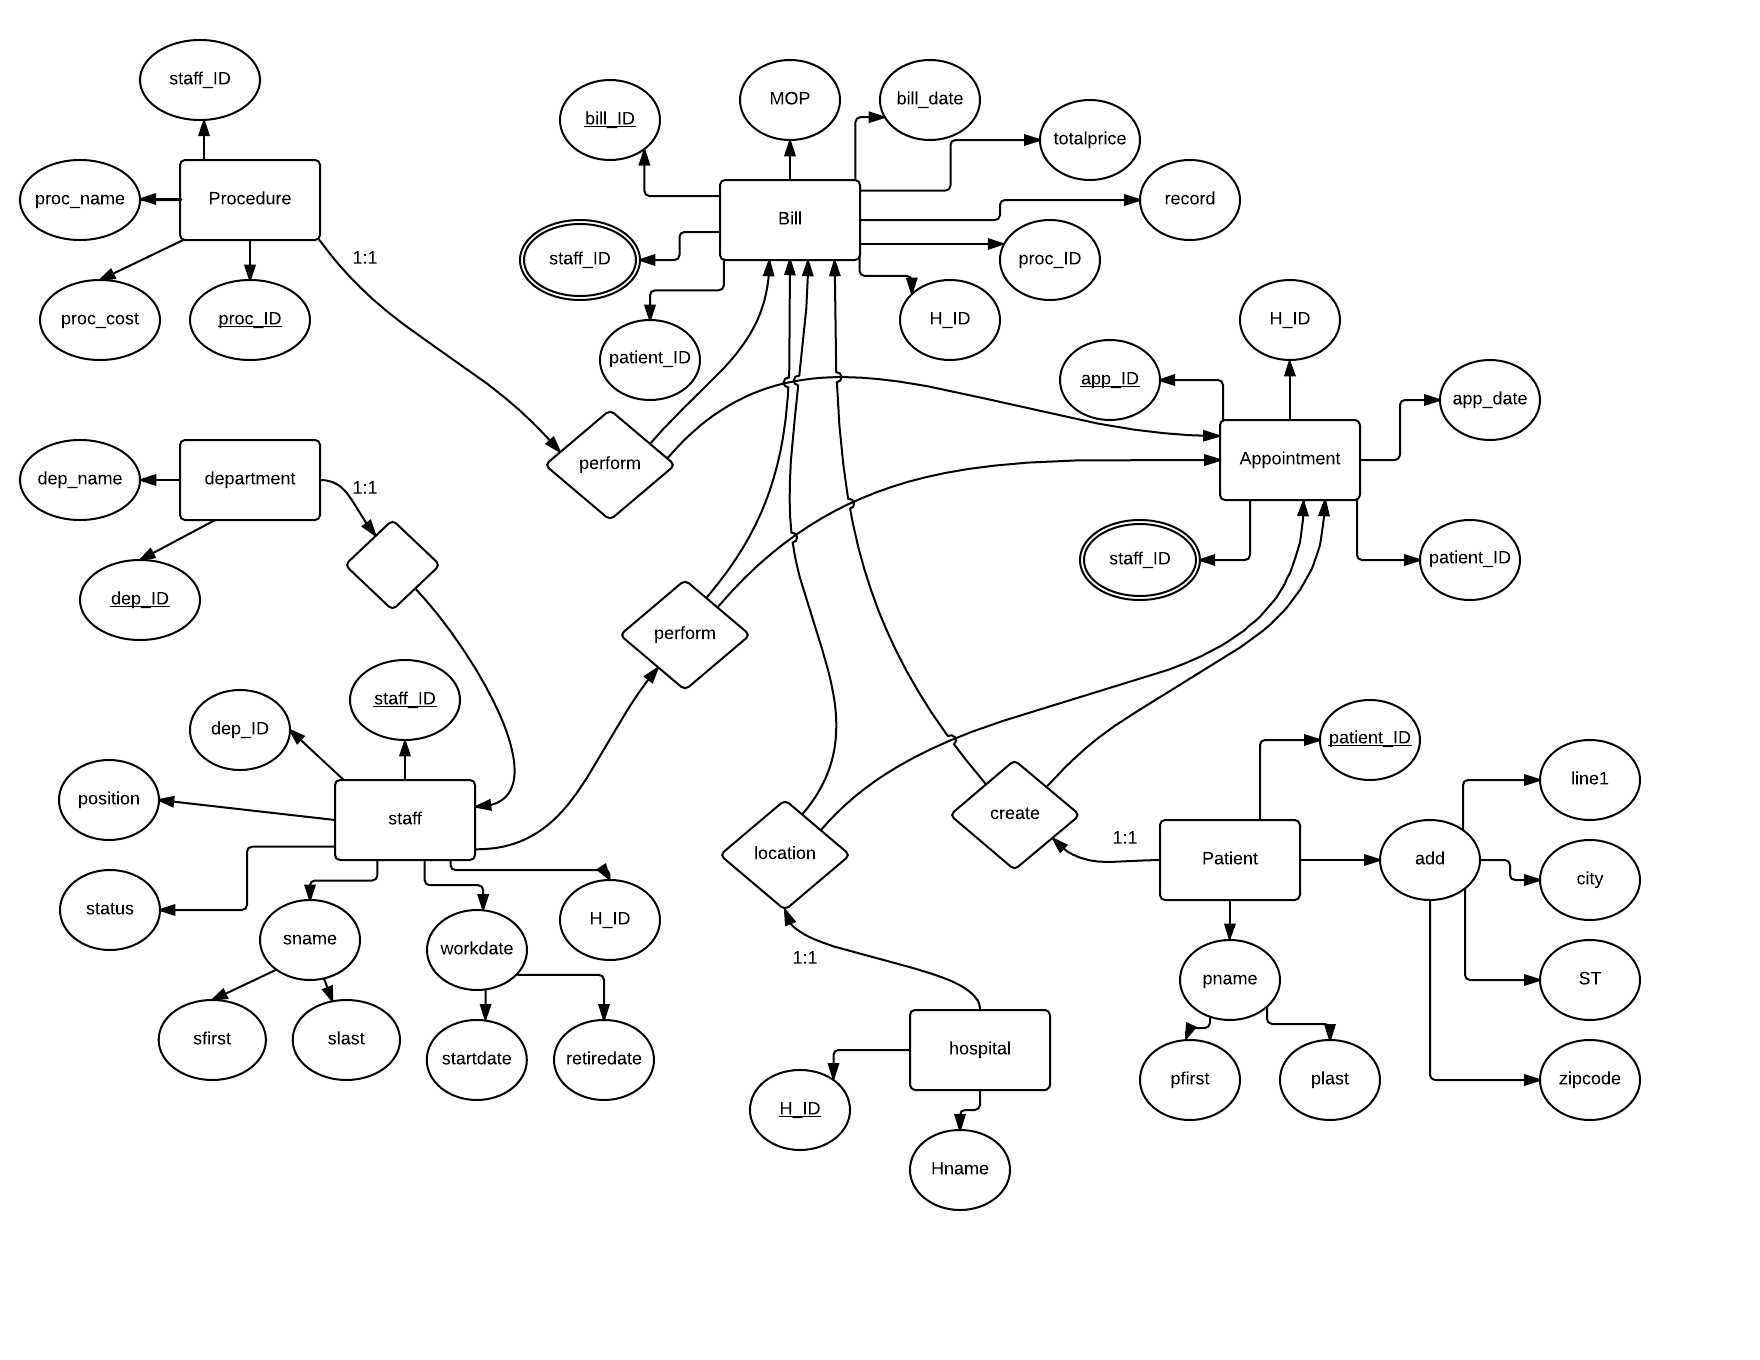 staff_ID
proc_name
Procedure
proc_cost
proc_ID
1:1
bill_ID
MOP
bill_date
totalprice
record
Bill
staff_ID
proc_ID
patient_ID
H_ID
H_ID
app_ID
app_date
Appointment
staff_ID
patient_ID
perform
dep_name
department
1:1
dep_ID
perform
staff_ID
dep_ID
position
staff
status
sname
workdate
H_ID
sfirst
slast
startdate
retiredate
location
create
1:1
1:1
hospital
H_ID
Hname
patient_ID
Patient
add
line1
city
ST
zipcode
pname
pfirst
plast